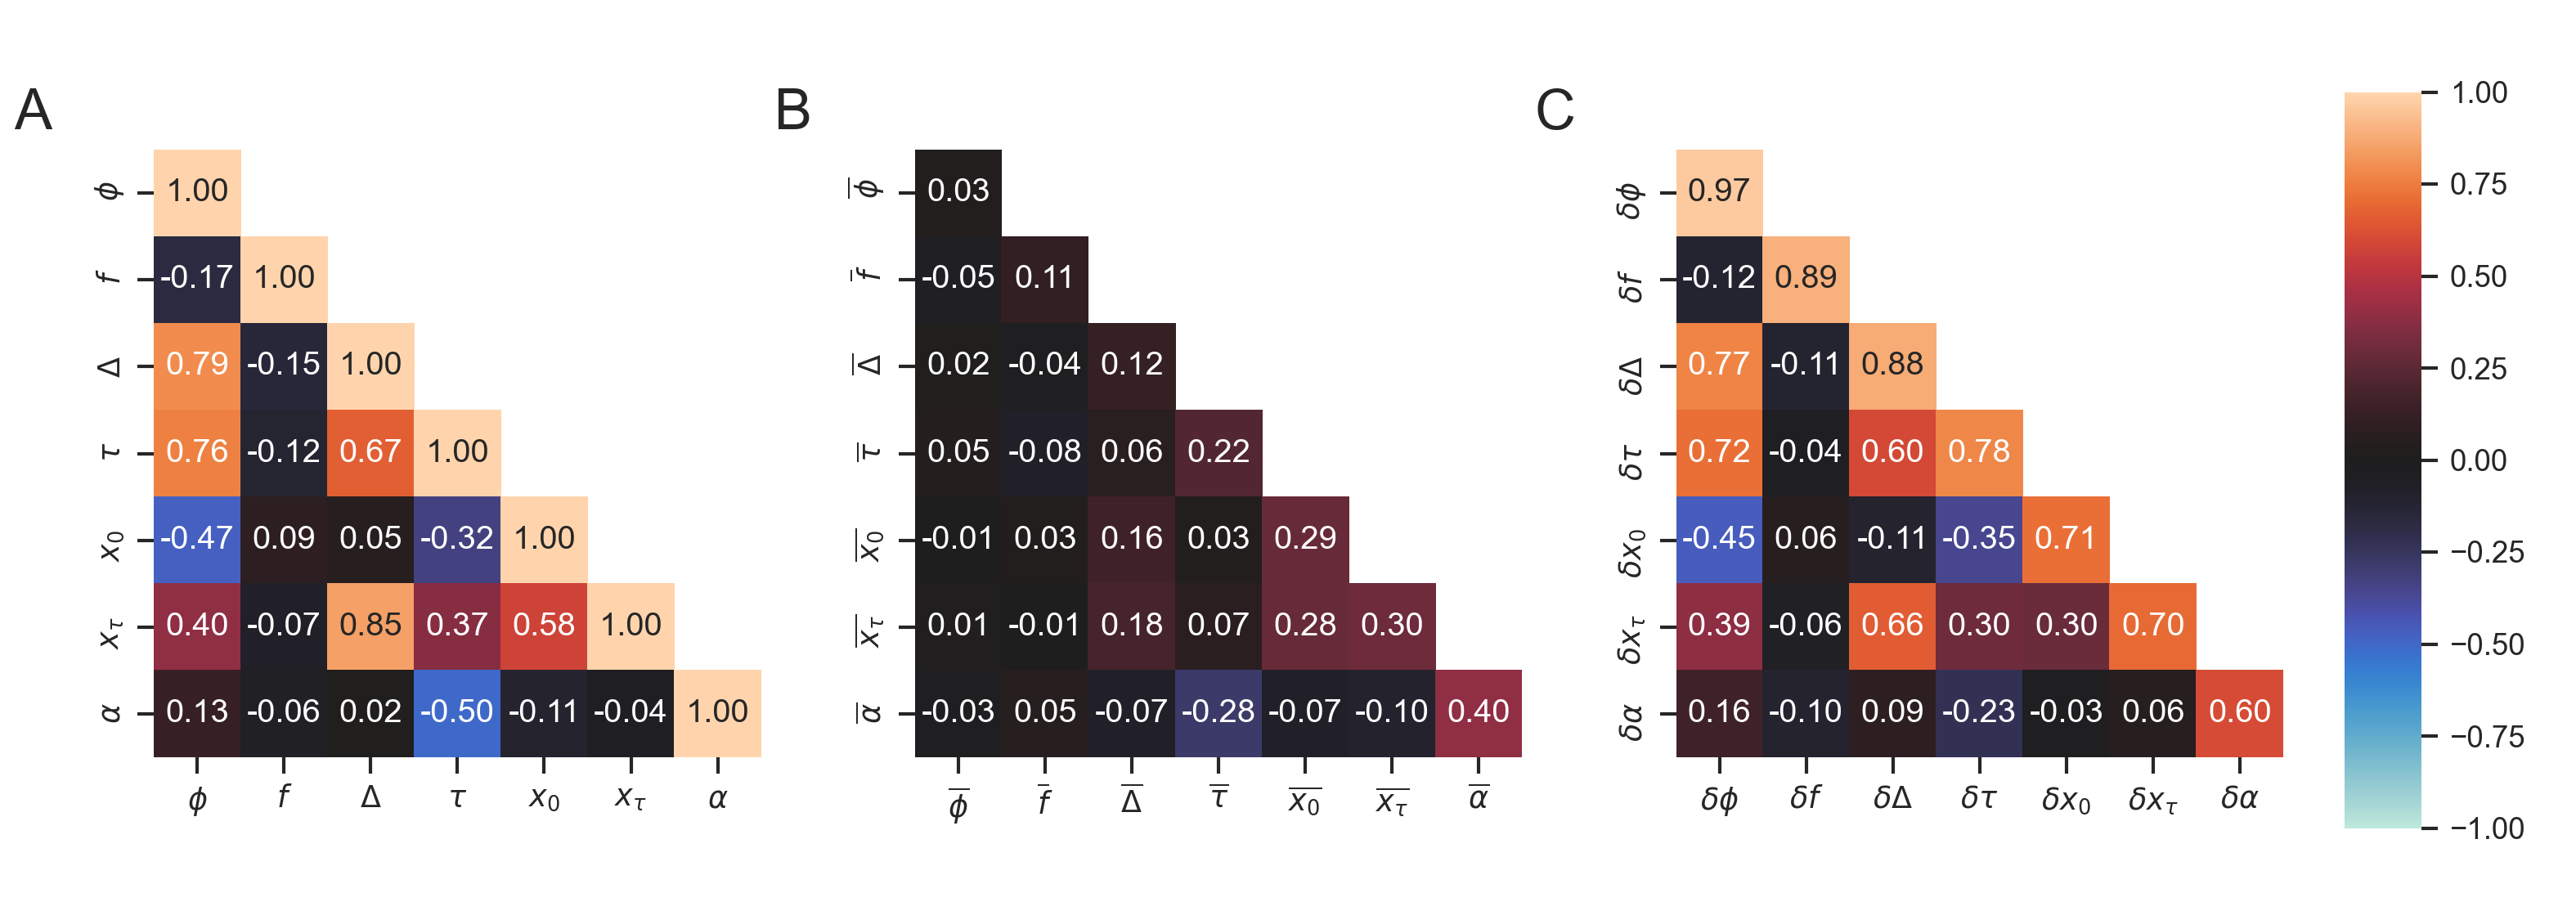 A
ϕ 1.00
f -0.17 1.00
Δ 0.79 -0.15 1.00
τ 0.76 -0.12 0.67 1.00
x₀ -0.47 0.09 0.05 -0.32 1.00
x_τ 0.40 -0.07 0.85 0.37 0.58 1.00
α 0.13 -0.06 0.02 -0.50 -0.11 -0.04 1.00
ϕ f Δ τ x₀ x_τ α
B
ϕ̅ 0.03
f̅ -0.05 0.11
Δ̅ 0.02 -0.04 0.12
τ̅ 0.05 -0.08 0.06 0.22
x̅₀ -0.01 0.03 0.16 0.03 0.29
x̅_τ 0.01 -0.01 0.18 0.07 0.28 0.30
α̅ -0.03 0.05 -0.07 -0.28 -0.07 -0.10 0.40
ϕ̅ f̅ Δ̅ τ̅ x̅₀ x̅_τ α̅
C
δϕ 0.97
δf -0.12 0.89
δΔ 0.77 -0.11 0.88
δτ 0.72 -0.04 0.60 0.78
δx₀ -0.45 0.06 -0.11 -0.35 0.71
δx_τ 0.39 -0.06 0.66 0.30 0.30 0.70
δα 0.16 -0.10 0.09 -0.23 -0.03 0.06 0.60
δϕ δf δΔ δτ δx₀ δx_τ δα
1.00
0.75
0.50
0.25
0.00
−0.25
−0.50
−0.75
−1.00